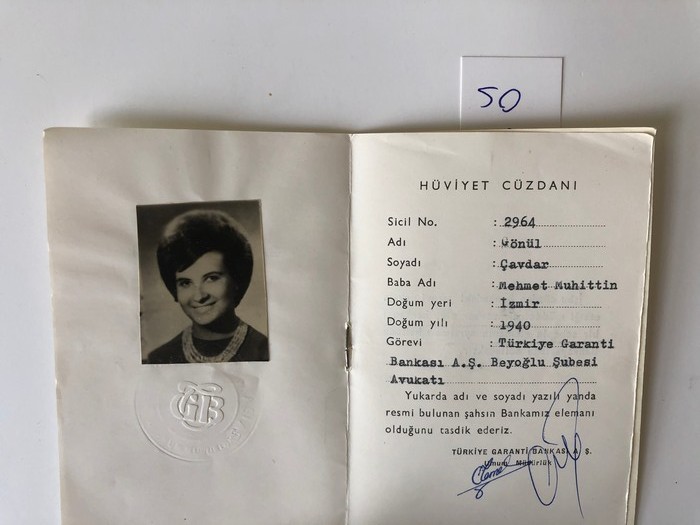 50
HÜVİYET CÜZDANI
Sicil No. : 2964
Adı : Gönül
Soyadı : Çavdar
Baba Adı : Mehmet Muhittin
Doğum yeri : İzmir
Doğum yılı : 1940
Görevi : Türkiye Garanti
Bankası A.Ş. Beyoğlu Şubesi
Avukatı
Yukarda adı ve soyadı yazılı yanda
resmi bulunan şahsın Bankamız elemanı
olduğunu tasdik ederiz.
TÜRKİYE GARANTİ BANKASI A. Ş.
Umum Müdürlük